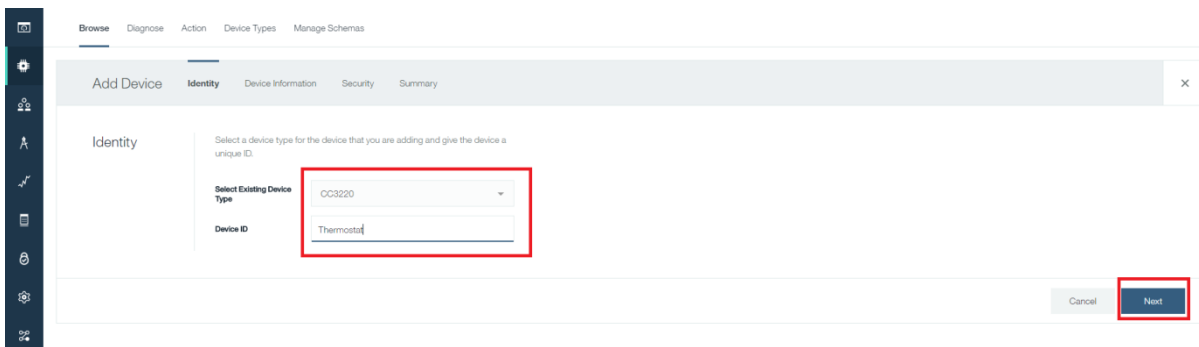 Browse Diagnose Action Device Types Manage Schemas
Add Device Identity Device Information Security Summary
Identity
Select a device type for the device that you are adding and give the device a
unique ID.
Select Existing Device
Type
CC3220
Device ID
Thermostat
Cancel Next